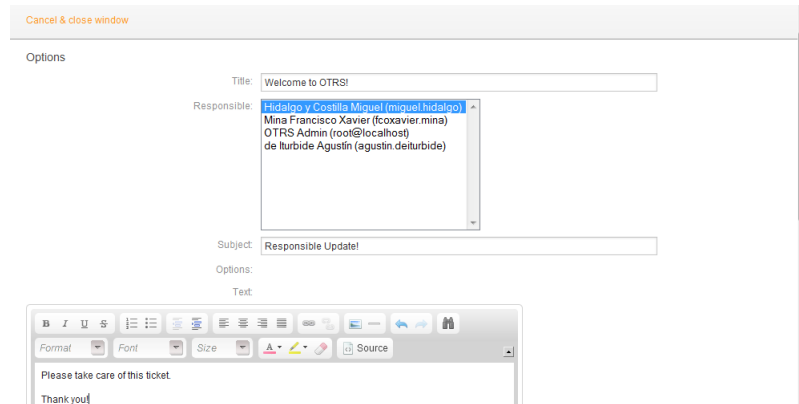 Cancel & close window
Options
Title: Welcome to OTRS!
Responsible: Hidalgo y Costilla Miguel (miguel.hidalgo)
Mina Francisco Xavier (fcoxavier.mina)
OTRS Admin (root@localhost)
de Iturbide Agustín (agustin.deiturbide)
Subject: Responsible Update!
Options:
Text:
B I U S
Format Font Size A Source
Please take care of this ticket.
Thank you!